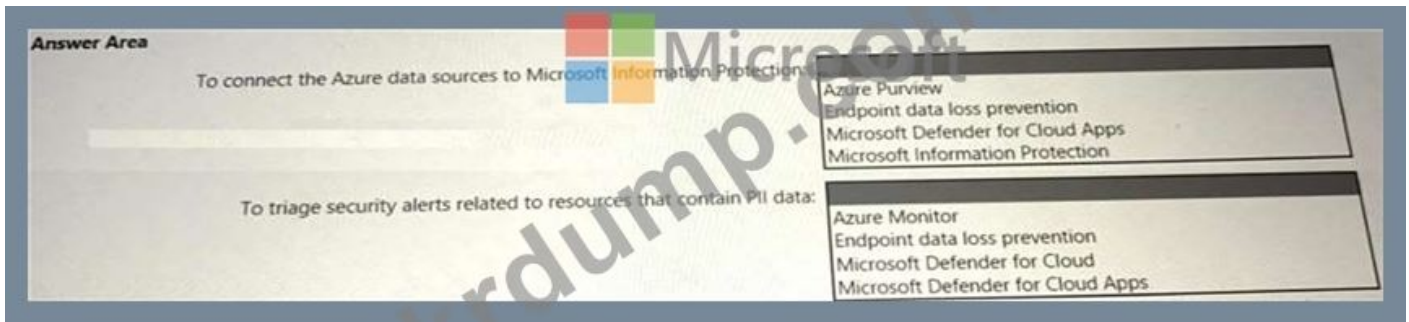 Answer Area
Microsoft
To connect the Azure data sources to Microsoft Information Protection:
Azure Purview
Endpoint data loss prevention
Microsoft Defender for Cloud Apps
Microsoft Information Protection
To triage security alerts related to resources that contain PII data:
Azure Monitor
Endpoint data loss prevention
Microsoft Defender for Cloud
Microsoft Defender for Cloud Apps